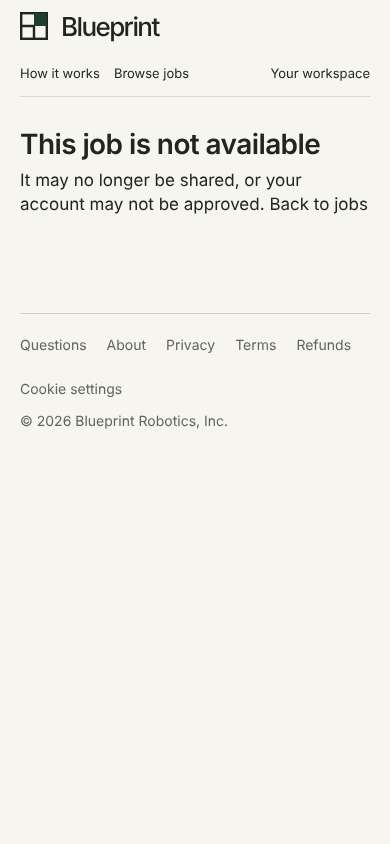 Blueprint
How it works Browse jobs Your workspace
This job is not available
It may no longer be shared, or your
account may not be approved. Back to jobs
Questions About Privacy Terms Refunds
Cookie settings
© 2026 Blueprint Robotics, Inc.